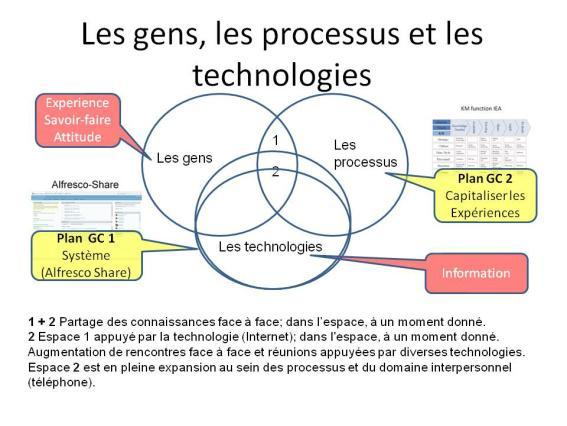 Les gens, les processus et les
technologies
Experience
Savoir-faire
Attitude
KM function IEA
1
Les
processus
Les gens
2
Plan GC 2
Capitaliser les
Expériences
Alfresco-Share
Plan GC 1
Système
(Alfresco Share)
Les technologies
Information
1 + 2 Partage des connaissances face à face; dans l'espace, à un moment donné.
2 Espace 1 appuyé par la technologie (Internet); dans l'espace, à un moment donné.
Augmentation de rencontres face à face et réunions appuyées par diverses technologies.
Espace 2 est en pleine expansion au sein des processus et du domaine interpersonnel
(téléphone).